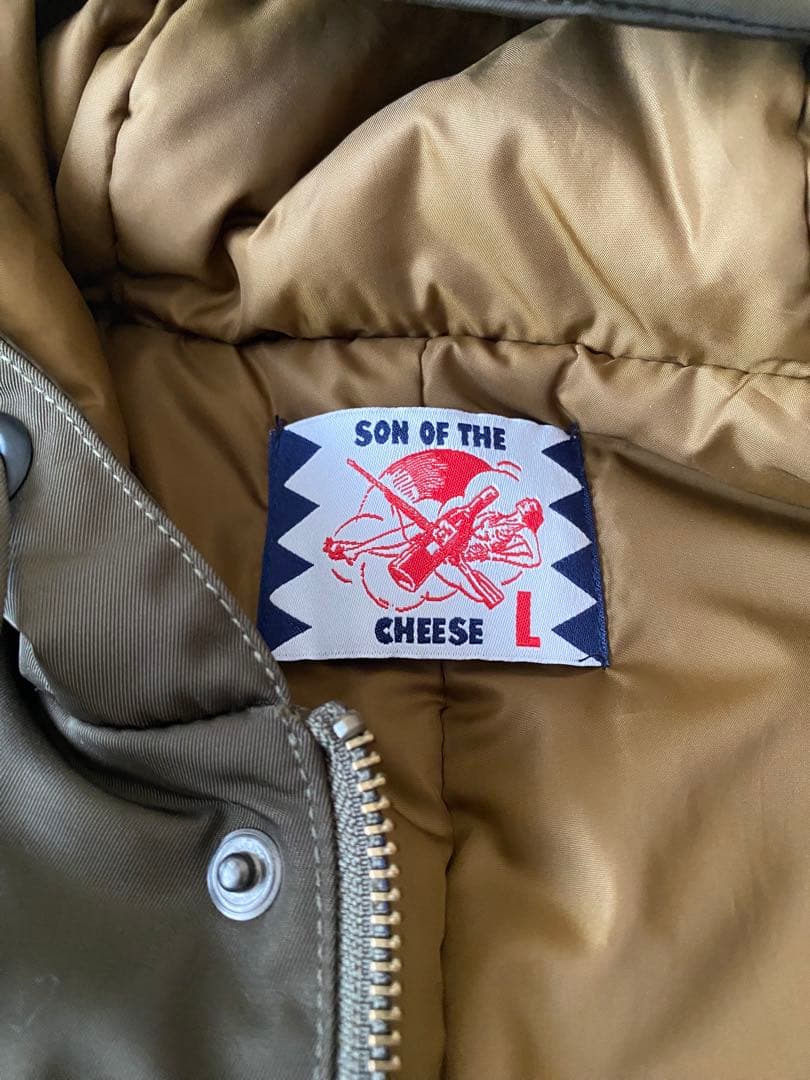 SON OF THE
CHEESE
L